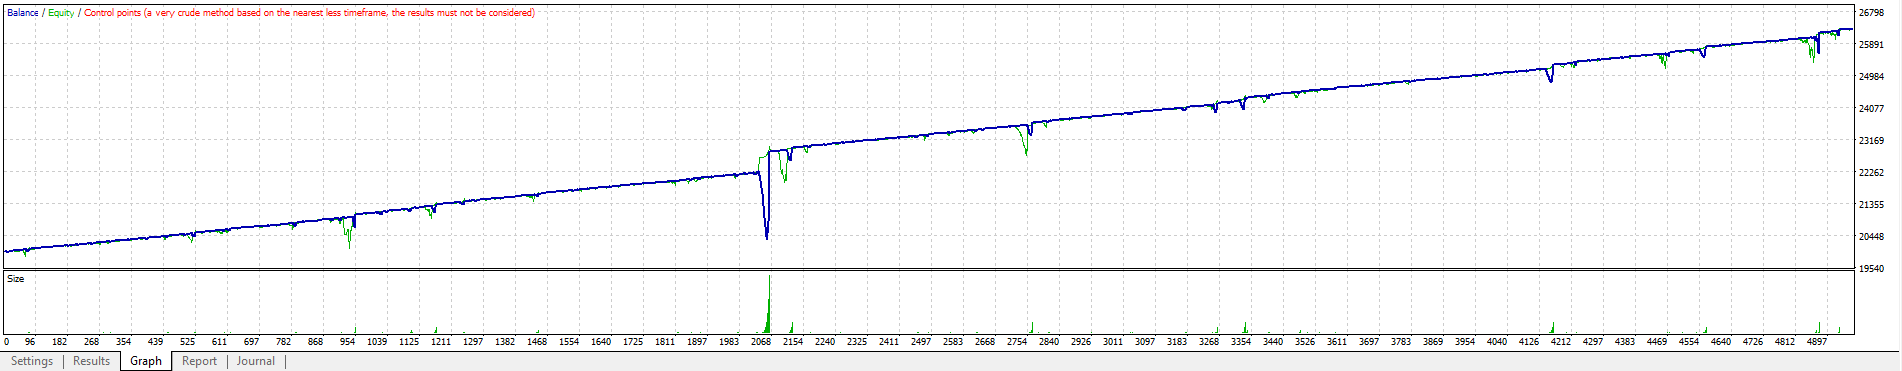 Balance / Equity / Control points (a very crude method based on the nearest less timeframe, the results must not be considered)
26798
25891
24984
24077
23169
22262
21355
20448
19540
Size
0 96 182 268 354 439 525 611 697 782 868 954 1039 1125 1211 1297 1382 1468 1554 1640 1725 1811 1897 1983 2068 2154 2240 2325 2411 2497 2583 2668 2754 2840 2926 3011 3097 3183 3268 3354 3440 3526 3611 3697 3783 3869 3954 4040 4126 4212 4297 4383 4469 4554 4640 4726 4812 4897
Settings Results Graph Report Journal